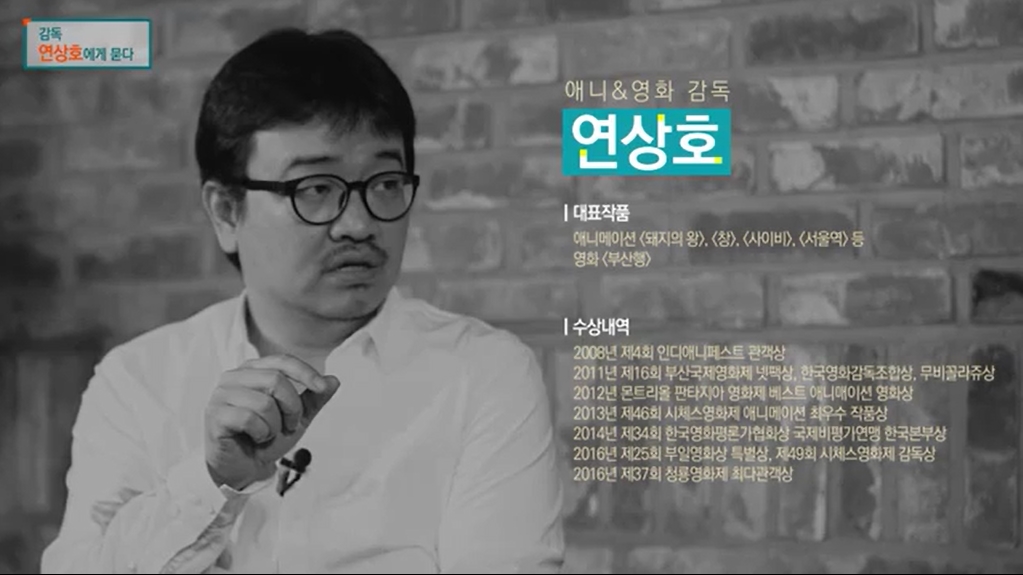 감독
연상호에게 묻다
애니&영화 감독
연상호
대표작품
애니메이션 <돼지의 왕>, <창>, <사이비>, <서울역> 등
영화 <부산행>
수상내역
2008년 제4회 인디애니페스트 관객상
2011년 제16회 부산국제영화제 넷팩상, 한국영화감독조합상, 무비꼴라쥬상
2012년 몬트리올 판타지아 영화제 베스트 애니메이션 영화상
2013년 제46회 시체스영화제 애니메이션 최우수 작품상
2014년 제34회 한국영화평론가협회상 국제비평가연맹 한국본부상
2016년 제25회 부일영화상 특별상, 제49회 시체스영화제 감독상
2016년 제37회 청룡영화제 최다관객상